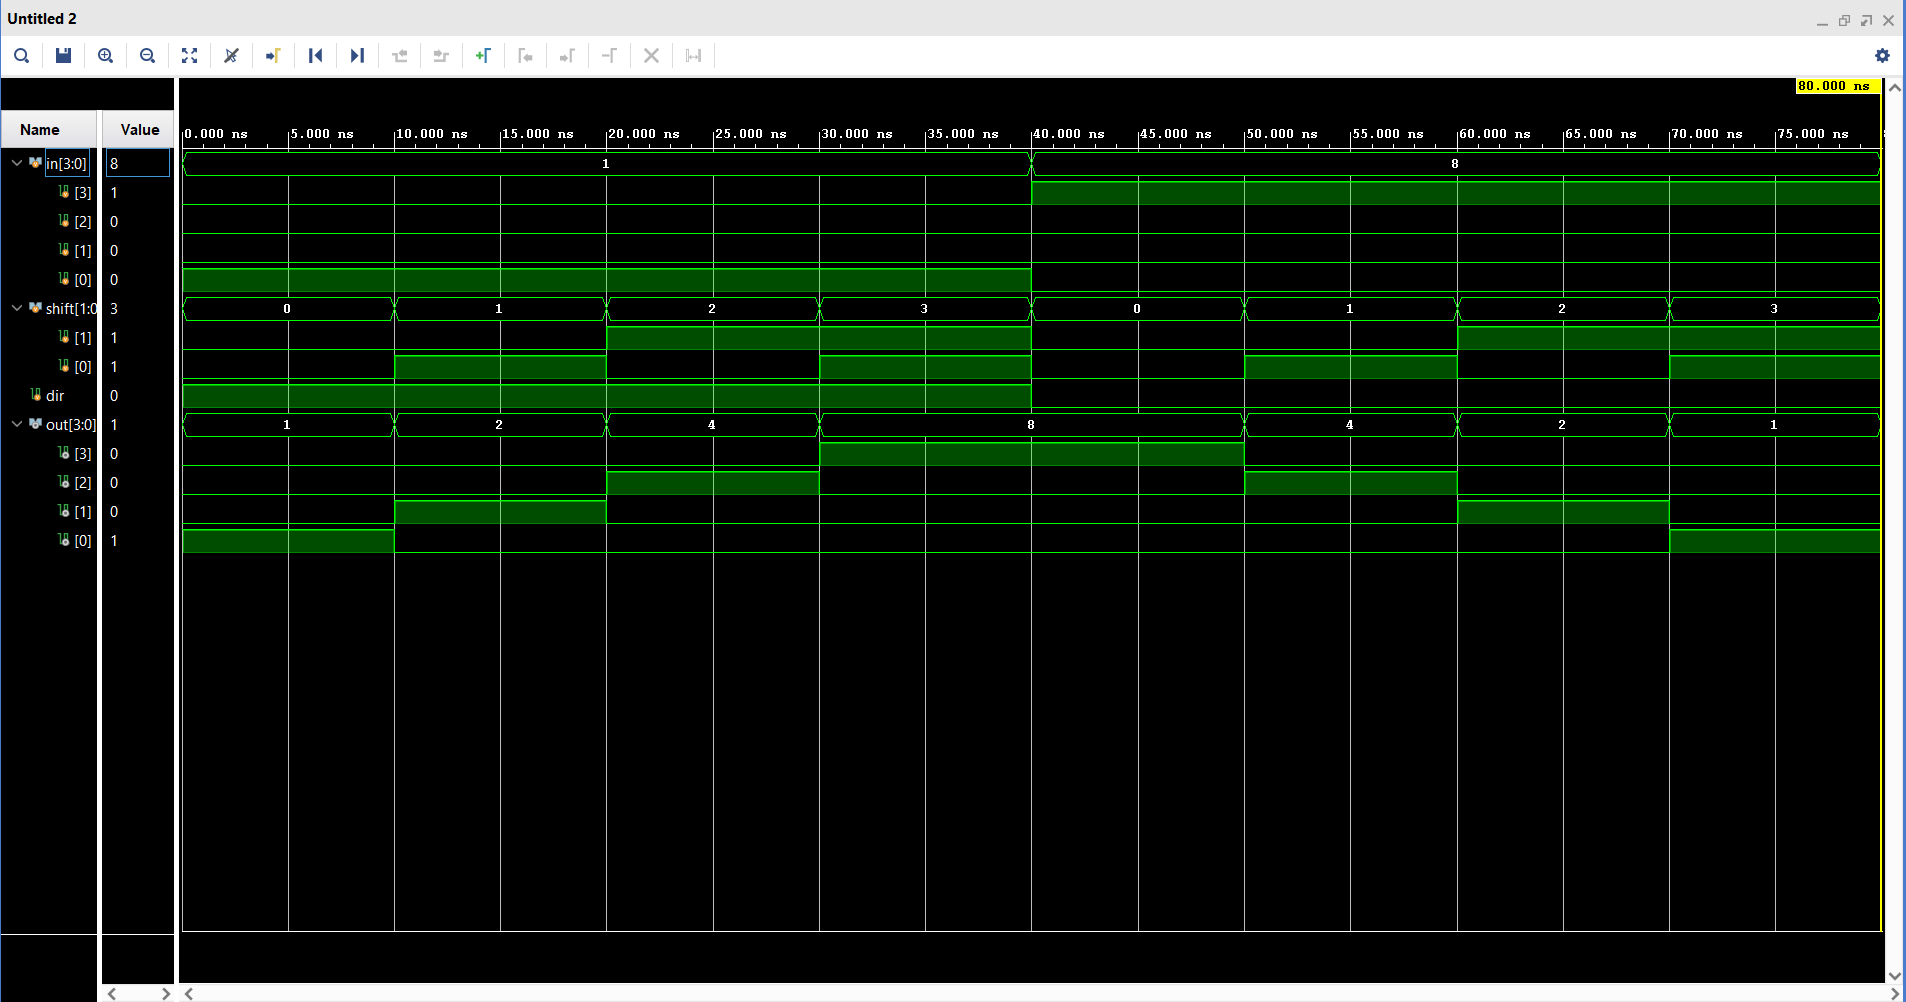 Untitled 2
80.000 ns
Name Value
0.000 ns 5.000 ns 10.000 ns 15.000 ns 20.000 ns 25.000 ns 30.000 ns 35.000 ns 40.000 ns 45.000 ns 50.000 ns 55.000 ns 60.000 ns 65.000 ns 70.000 ns 75.000 ns
in[3:0] 8 1 8
[3] 1
[2] 0
[1] 0
[0] 0
shift[1:0 3 0 1 2 3 0 1 2 3
[1] 1
[0] 1
dir 0
out[3:0] 1 1 2 4 8 4 2 1
[3] 0
[2] 0
[1] 0
[0] 1